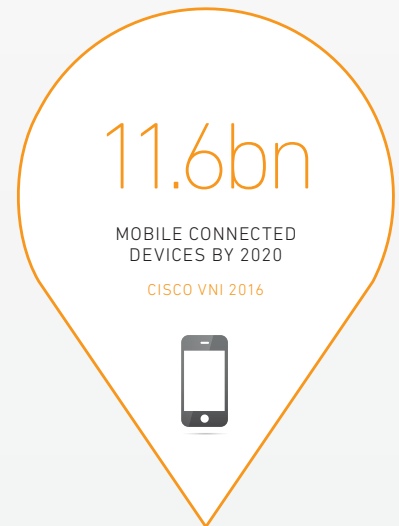 11.6bn
MOBILE CONNECTED
DEVICES BY 2020
CISCO VNI 2016